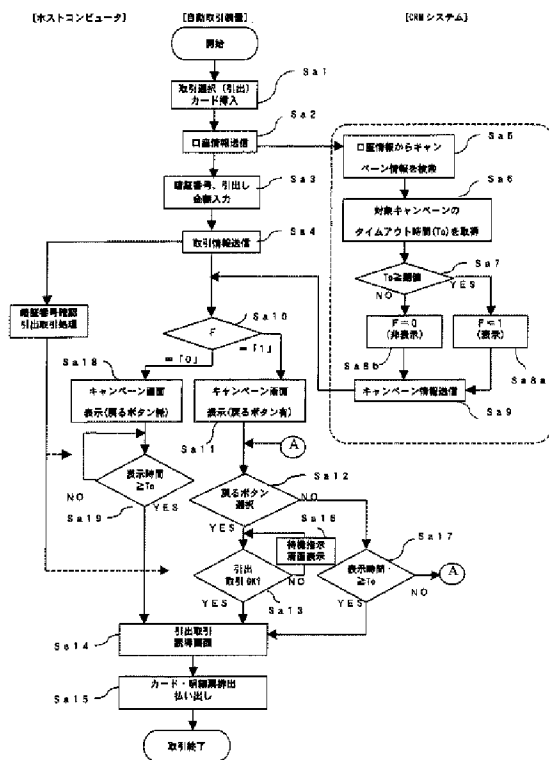 [ホストコンピュータ]
[自動取引装置]
[CRMシステム]
開始
Sa1
取引選択(引出)
カード挿入
Sa2
口座情報送信
Sa5
口座情報からキャン
ペーン情報を検索
Sa3
暗証番号、引出し
金額入力
Sa6
対象キャンペーンの
タイムアウト時間(To)を取得
Sa4
取引情報送信
Sa7
To≧閾値
NO
YES
暗証番号確認
引出取引処理
Sa10
F
=「0」
=「1」
F=0
(非表示)
F=1
(表示)
Sa8b
Sa8a
Sa18
キャンペーン画面
表示(戻るボタン無)
キャンペーン画面
表示(戻るボタン有)
キャンペーン情報送信
Sa9
Sa11
A
表示時間
≧To
NO
YES
Sa19
Sa12
戻るボタン
選択
YES
NO
Sa16
待機指示
画面表示
Sa17
引出
取引OK?
NO
YES
Sa13
表示時間
≧To
YES
NO
A
Sa14
引出取引
誘導画面
Sa15
カード・明細票排出
払い出し
取引終了